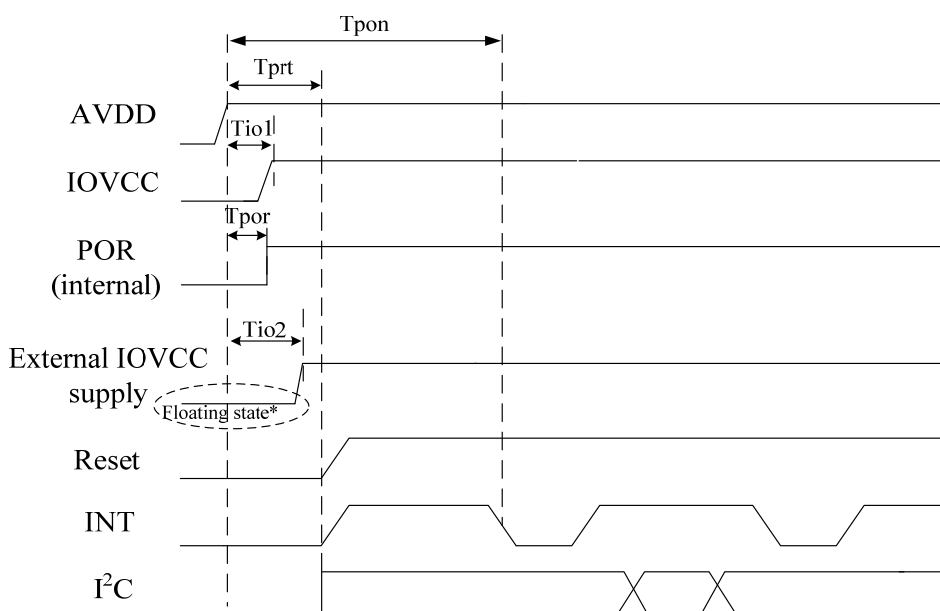 Tpon
Tprt
AVDD
Tio1
IOVCC
Tpor
POR
(internal)
Tio2
External IOVCC
supply
Floating state*
Reset
INT
I²C